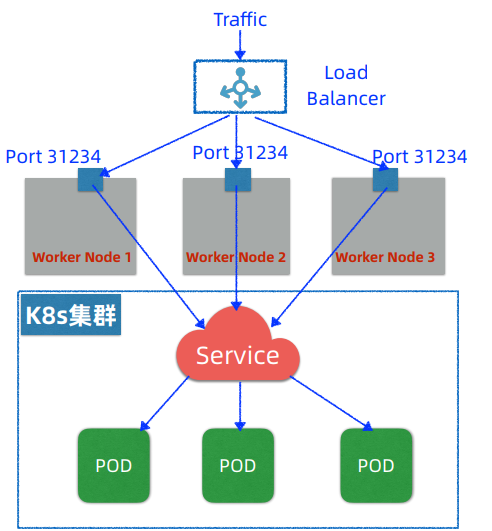 Traffic
Load
Balancer
Port 31234
Port 31234
Port 31234
Worker Node 1
Worker Node 2
Worker Node 3
K8s集群
Service
POD
POD
POD